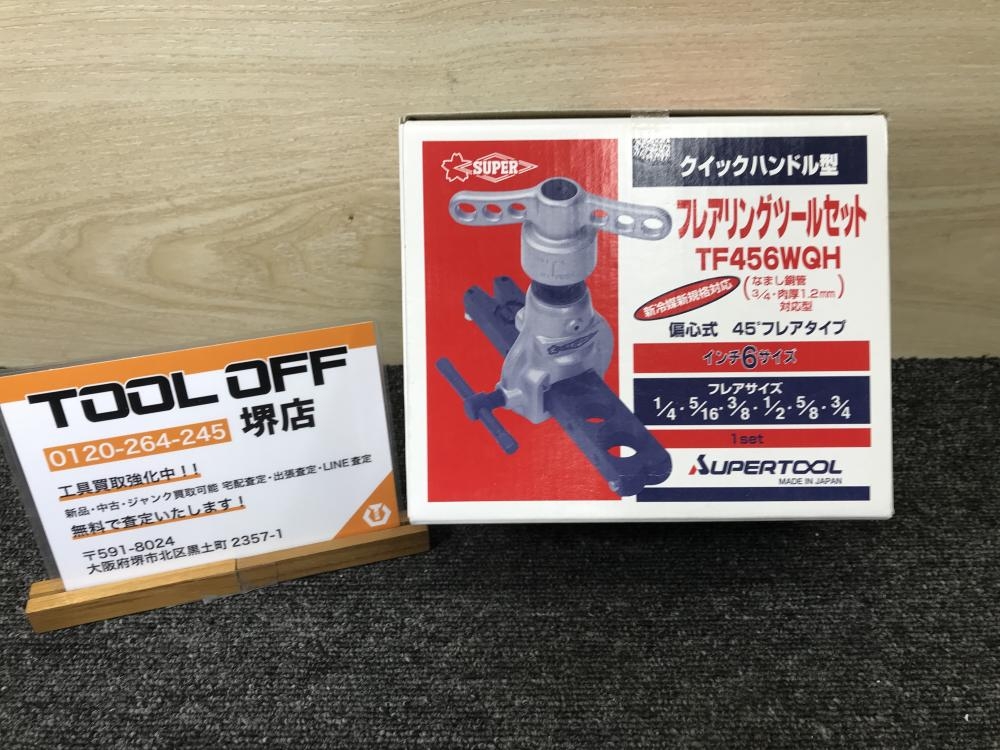 TOOL OFF
0120-264-245 堺店
工具買取強化中！！
新品・中古・ジャンク買取可能 宅配査定・出張査定・LINE査定
無料で査定いたします！
〒591-8024
大阪府堺市北区黒土町 2357-1
SUPER
クイックハンドル型
フレアリングツールセット
TF456WQH
新冷媒新規格対応
(なまし銅管
3/4・肉厚1.2mm)
対応型
偏心式 45°フレアタイプ
インチ6サイズ
フレアサイズ
1/4・5/16・3/8・1/2・5/8・3/4
1set
SUPERTOOL
MADE IN JAPAN